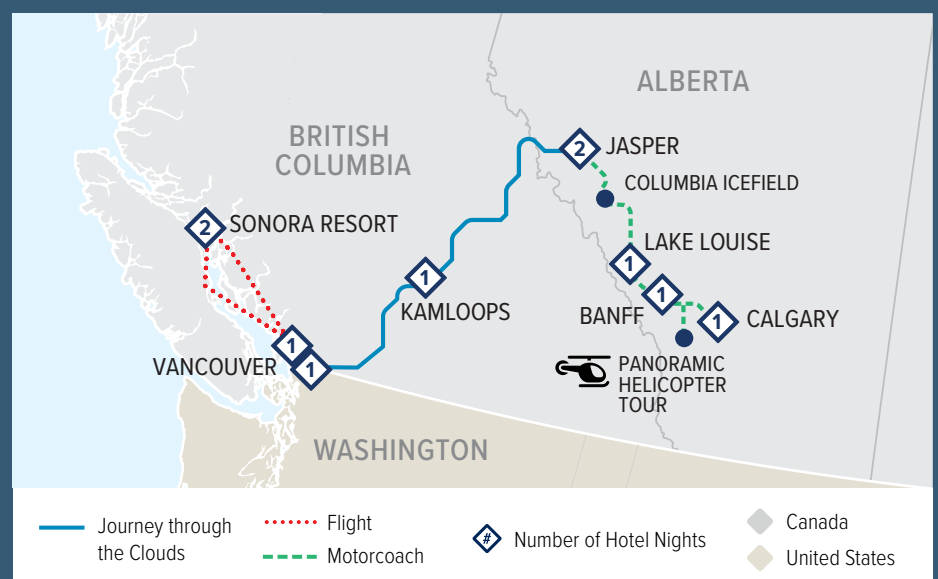 ALBERTA
BRITISH
COLUMBIA
2 JASPER
COLUMBIA ICEFIELD
2 SONORA RESORT
LAKE LOUISE
1
1
KAMLOOPS
1
BANFF
1 CALGARY
1
VANCOUVER
1
PANORAMIC
HELICOPTER
TOUR
WASHINGTON
Journey through
the Clouds
Flight
Motorcoach
# Number of Hotel Nights
Canada
United States